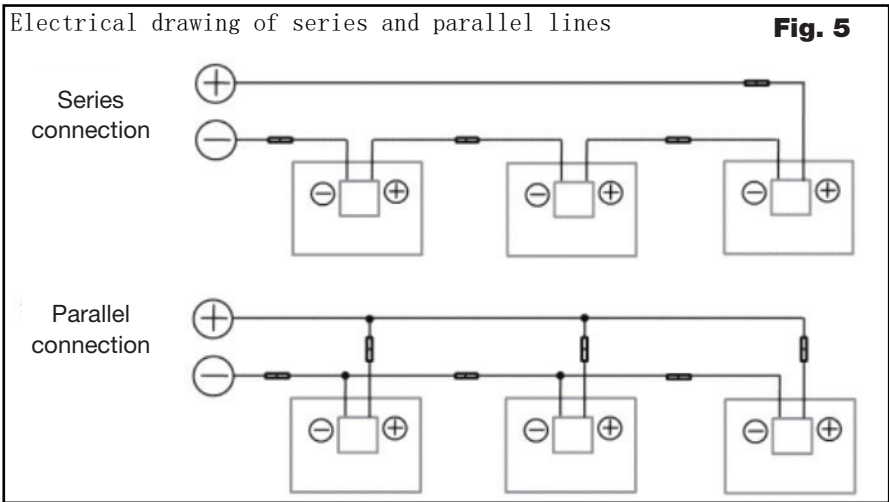 Electrical drawing of series and parallel lines
Fig. 5
Series
connection
Parallel
connection